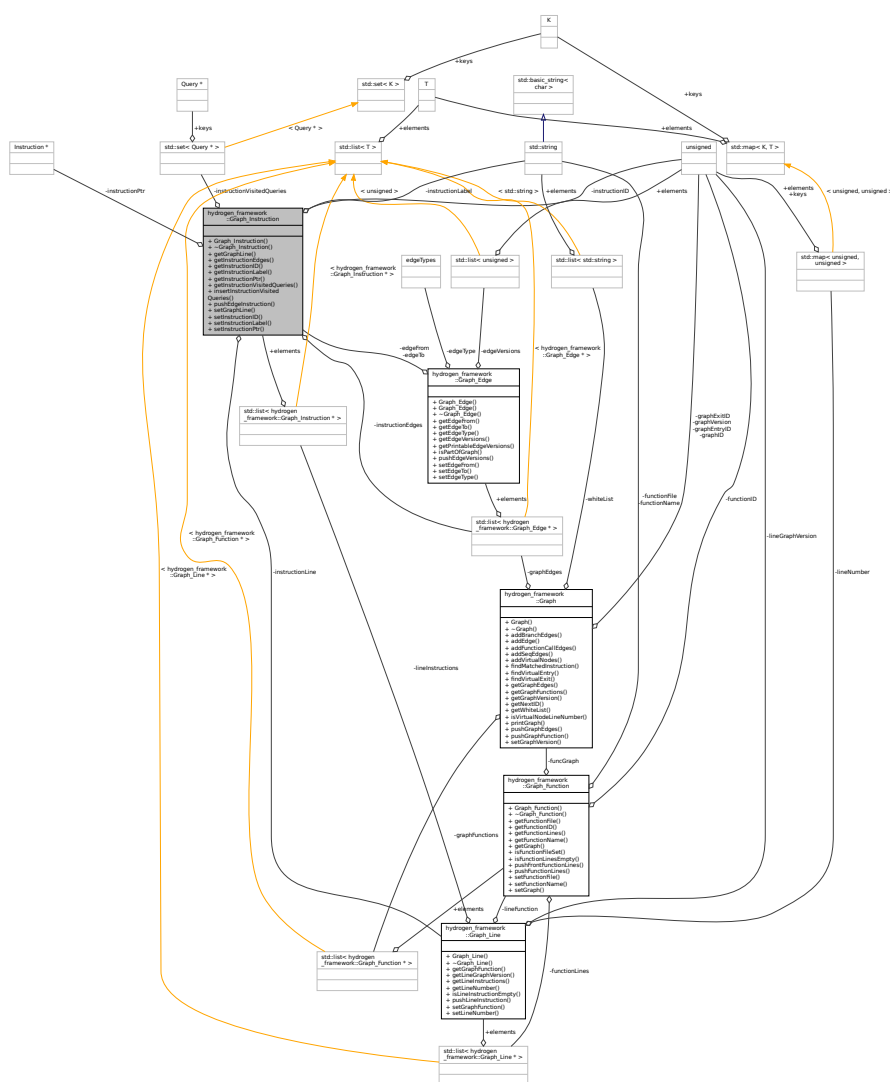 K
+keys
Query *
std::set< K >
T
std::basic_string<
char >
+keys
+keys
< Query * >
+elements
+elements
Instruction *
std::set< Query * >
std::list< T >
std::string
unsigned
std::map< K, T >
-instructionPtr
-instructionVisitedQueries
< unsigned >
-instructionLabel
< std::string >
+elements
-instructionID
+elements
+elements
+keys
< unsigned, unsigned >
hydrogen_framework
::Graph_Instruction
+ Graph_Instruction()
+ ~Graph_Instruction()
+ getGraphLine()
+ getInstructionEdges()
+ getInstructionID()
+ getInstructionLabel()
+ getInstructionPtr()
+ getInstructionVisitedQueries()
+ insertInstructionVisited
Queries()
+ pushEdgeInstruction()
+ setGraphLine()
+ setInstructionID()
+ setInstructionLabel()
+ setInstructionPtr()
< hydrogen_framework
::Graph_Instruction * >
edgeTypes
std::list< unsigned >
std::list< std::string >
std::map< unsigned,
unsigned >
+elements
-edgeFrom
-edgeTo
-edgeType
-edgeVersions
< hydrogen_framework
::Graph_Edge * >
hydrogen_framework
::Graph_Edge
+ Graph_Edge()
+ Graph_Edge()
+ ~Graph_Edge()
+ getEdgeFrom()
+ getEdgeTo()
+ getEdgeType()
+ getEdgeVersions()
+ getPrintableEdgeVersions()
+ isPartOfGraph()
+ pushEdgeVersions()
+ setEdgeFrom()
+ setEdgeTo()
+ setEdgeType()
std::list< hydrogen
_framework::Graph_Instruction * >
-instructionEdges
-graphExitID
-graphVersion
-graphEntryID
-graphID
+elements
-whiteList
-functionFile
-functionName
-functionID
std::list< hydrogen
_framework::Graph_Edge * >
< hydrogen_framework
::Graph_Function * >
-lineGraphVersion
< hydrogen_framework
::Graph_Line * >
-instructionLine
-graphEdges
-lineNumber
hydrogen_framework
::Graph
+ Graph()
+ ~Graph()
+ addBranchEdges()
+ addEdge()
+ addFunctionCallEdges()
+ addSeqEdges()
+ addVirtualNodes()
+ findMatchedInstruction()
+ findVirtualEntry()
+ findVirtualExit()
+ getGraphEdges()
+ getGraphFunctions()
+ getGraphVersion()
+ getNextID()
+ getWhiteList()
+ isVirtualNodeLineNumber()
+ printGraph()
+ pushGraphEdges()
+ pushGraphFunction()
+ setGraphVersion()
-lineInstructions
-funcGraph
hydrogen_framework
::Graph_Function
+ Graph_Function()
+ ~Graph_Function()
+ getFunctionFile()
+ getFunctionID()
+ getFunctionLines()
+ getFunctionName()
+ getGraph()
+ isfunctionFileSet()
+ isfunctionLinesEmpty()
+ pushFrontFunctionLines()
+ pushFunctionLines()
+ setFunctionFile()
+ setFunctionName()
+ setGraph()
-graphFunctions
+elements
-lineFunction
hydrogen_framework
::Graph_Line
+ Graph_Line()
+ ~Graph_Line()
+ getGraphFunction()
+ getLineGraphVersion()
+ getLineInstructions()
+ getLineNumber()
+ isLineInstructionEmpty()
+ pushLineInstruction()
+ setGraphFunction()
+ setLineNumber()
std::list< hydrogen
_framework::Graph_Function * >
-functionLines
+elements
std::list< hydrogen
_framework::Graph_Line * >